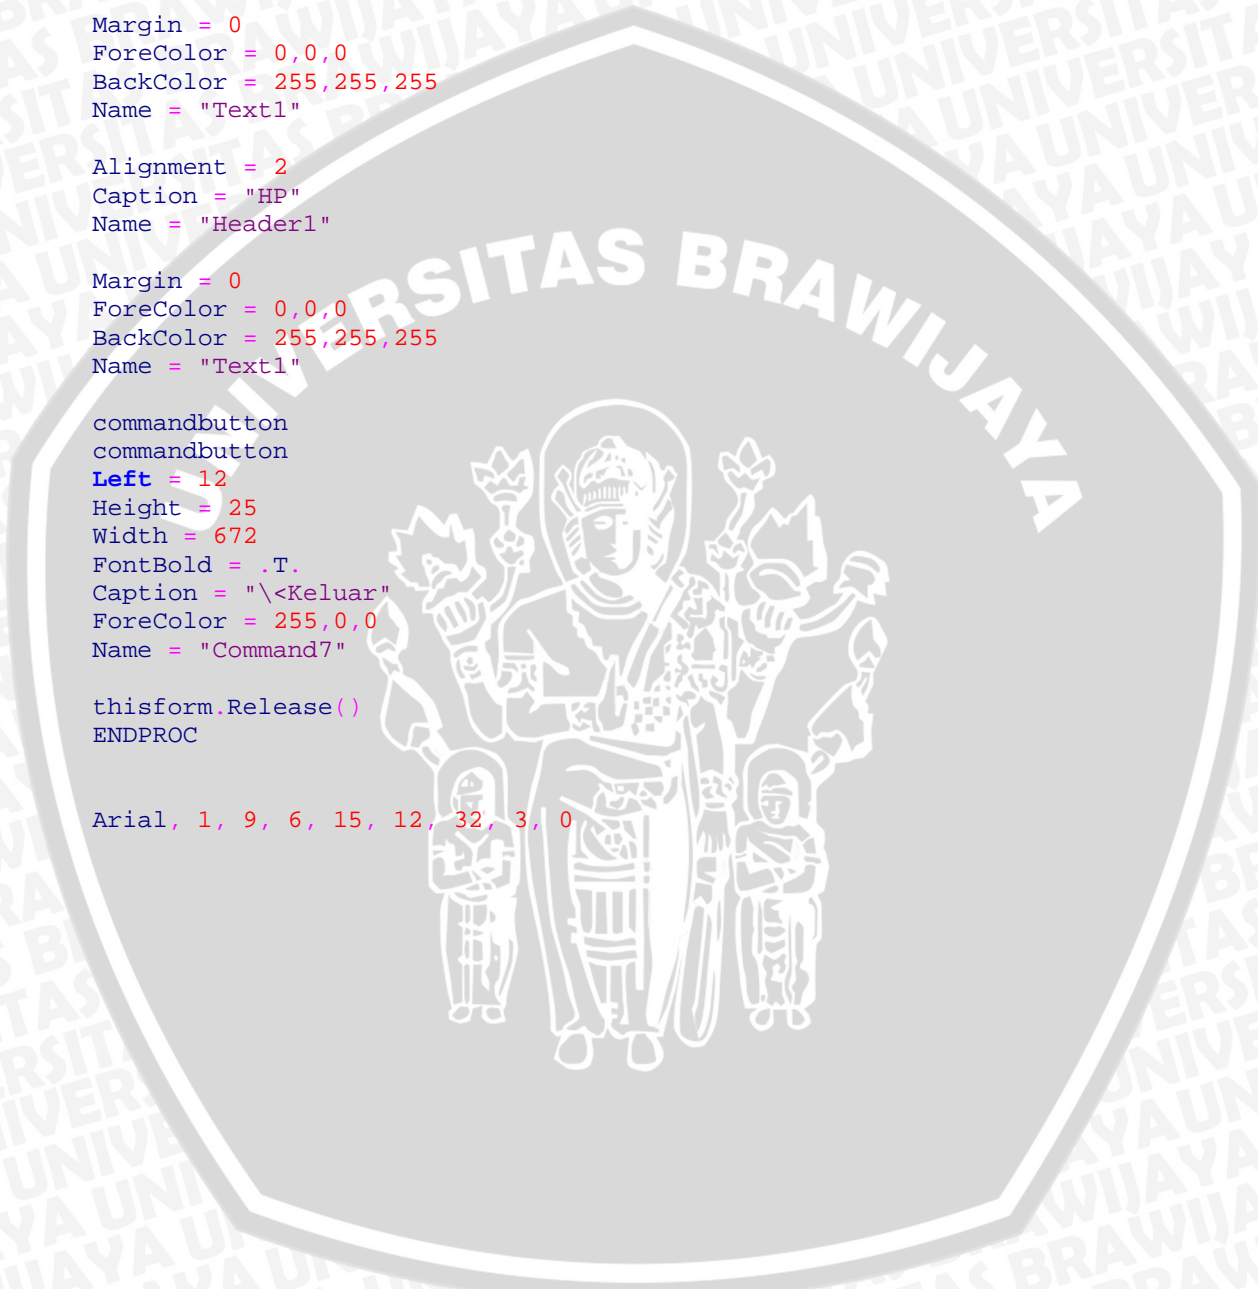 Margin = 0
ForeColor = 0,0,0
BackColor = 255,255,255
Name = "Text1"
Alignment = 2
Caption = "HP"
Name = "Header1"
Margin = 0
ForeColor = 0,0,0
BackColor = 255,255,255
Name = "Text1"
commandbutton
commandbutton
Left = 12
Height = 25
Width = 672
FontBold = .T.
Caption = "\<Keluar"
ForeColor = 255,0,0
Name = "Command7"
thisform.Release()
ENDPROC
Arial, 1, 9, 6, 15, 12, 32, 3, 0
UNIVERSITAS BRAWIJAYA